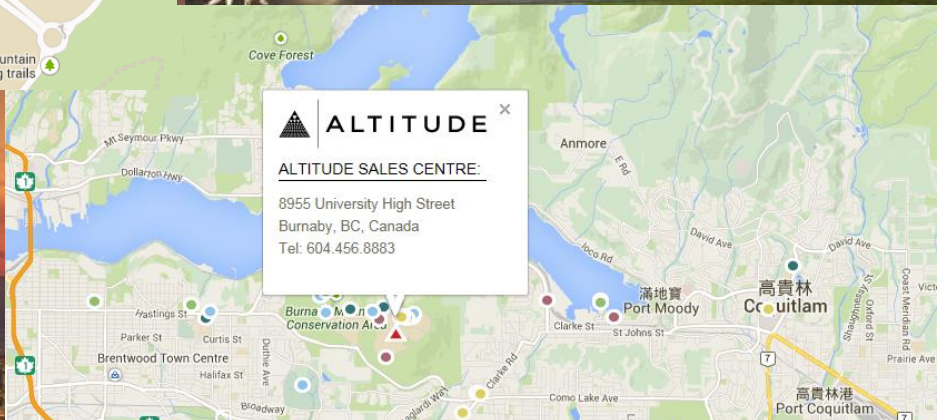 Cove Forest
untain
g trails
Mt Seymour Pkwy
Dollarton Hwy
ALTITUDE
×
ALTITUDE SALES CENTRE:
8955 University High Street
Burnaby, BC, Canada
Tel: 604.456.8883
Anmore
E Rd
Ioco Rd
David Ave
David Ave
1
滿地寶
Port Moody
高貴林
Coquitlam
Coast Meridian Rd
Shaughnessy St
Oxford St
Hastings St
Conservation Area
Clarke St
St Johns St
Parker St
Curtis St
Brentwood Town Centre
Halifax St
Duthie Ave
Broadway
Clarke Rd
Como Lake Ave
7
Prairie Ave
1
高貴林港
Port Coquitlam
7